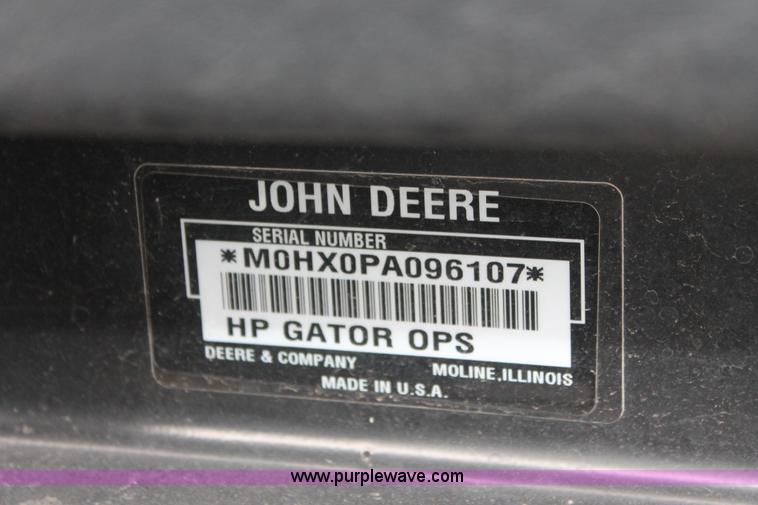 JOHN DEERE
SERIAL NUMBER
*M0HX0PA096107*
HP GATOR OPS
DEERE & COMPANY MOLINE,ILLINOIS
MADE IN U.S.A.
www.purplewave.com